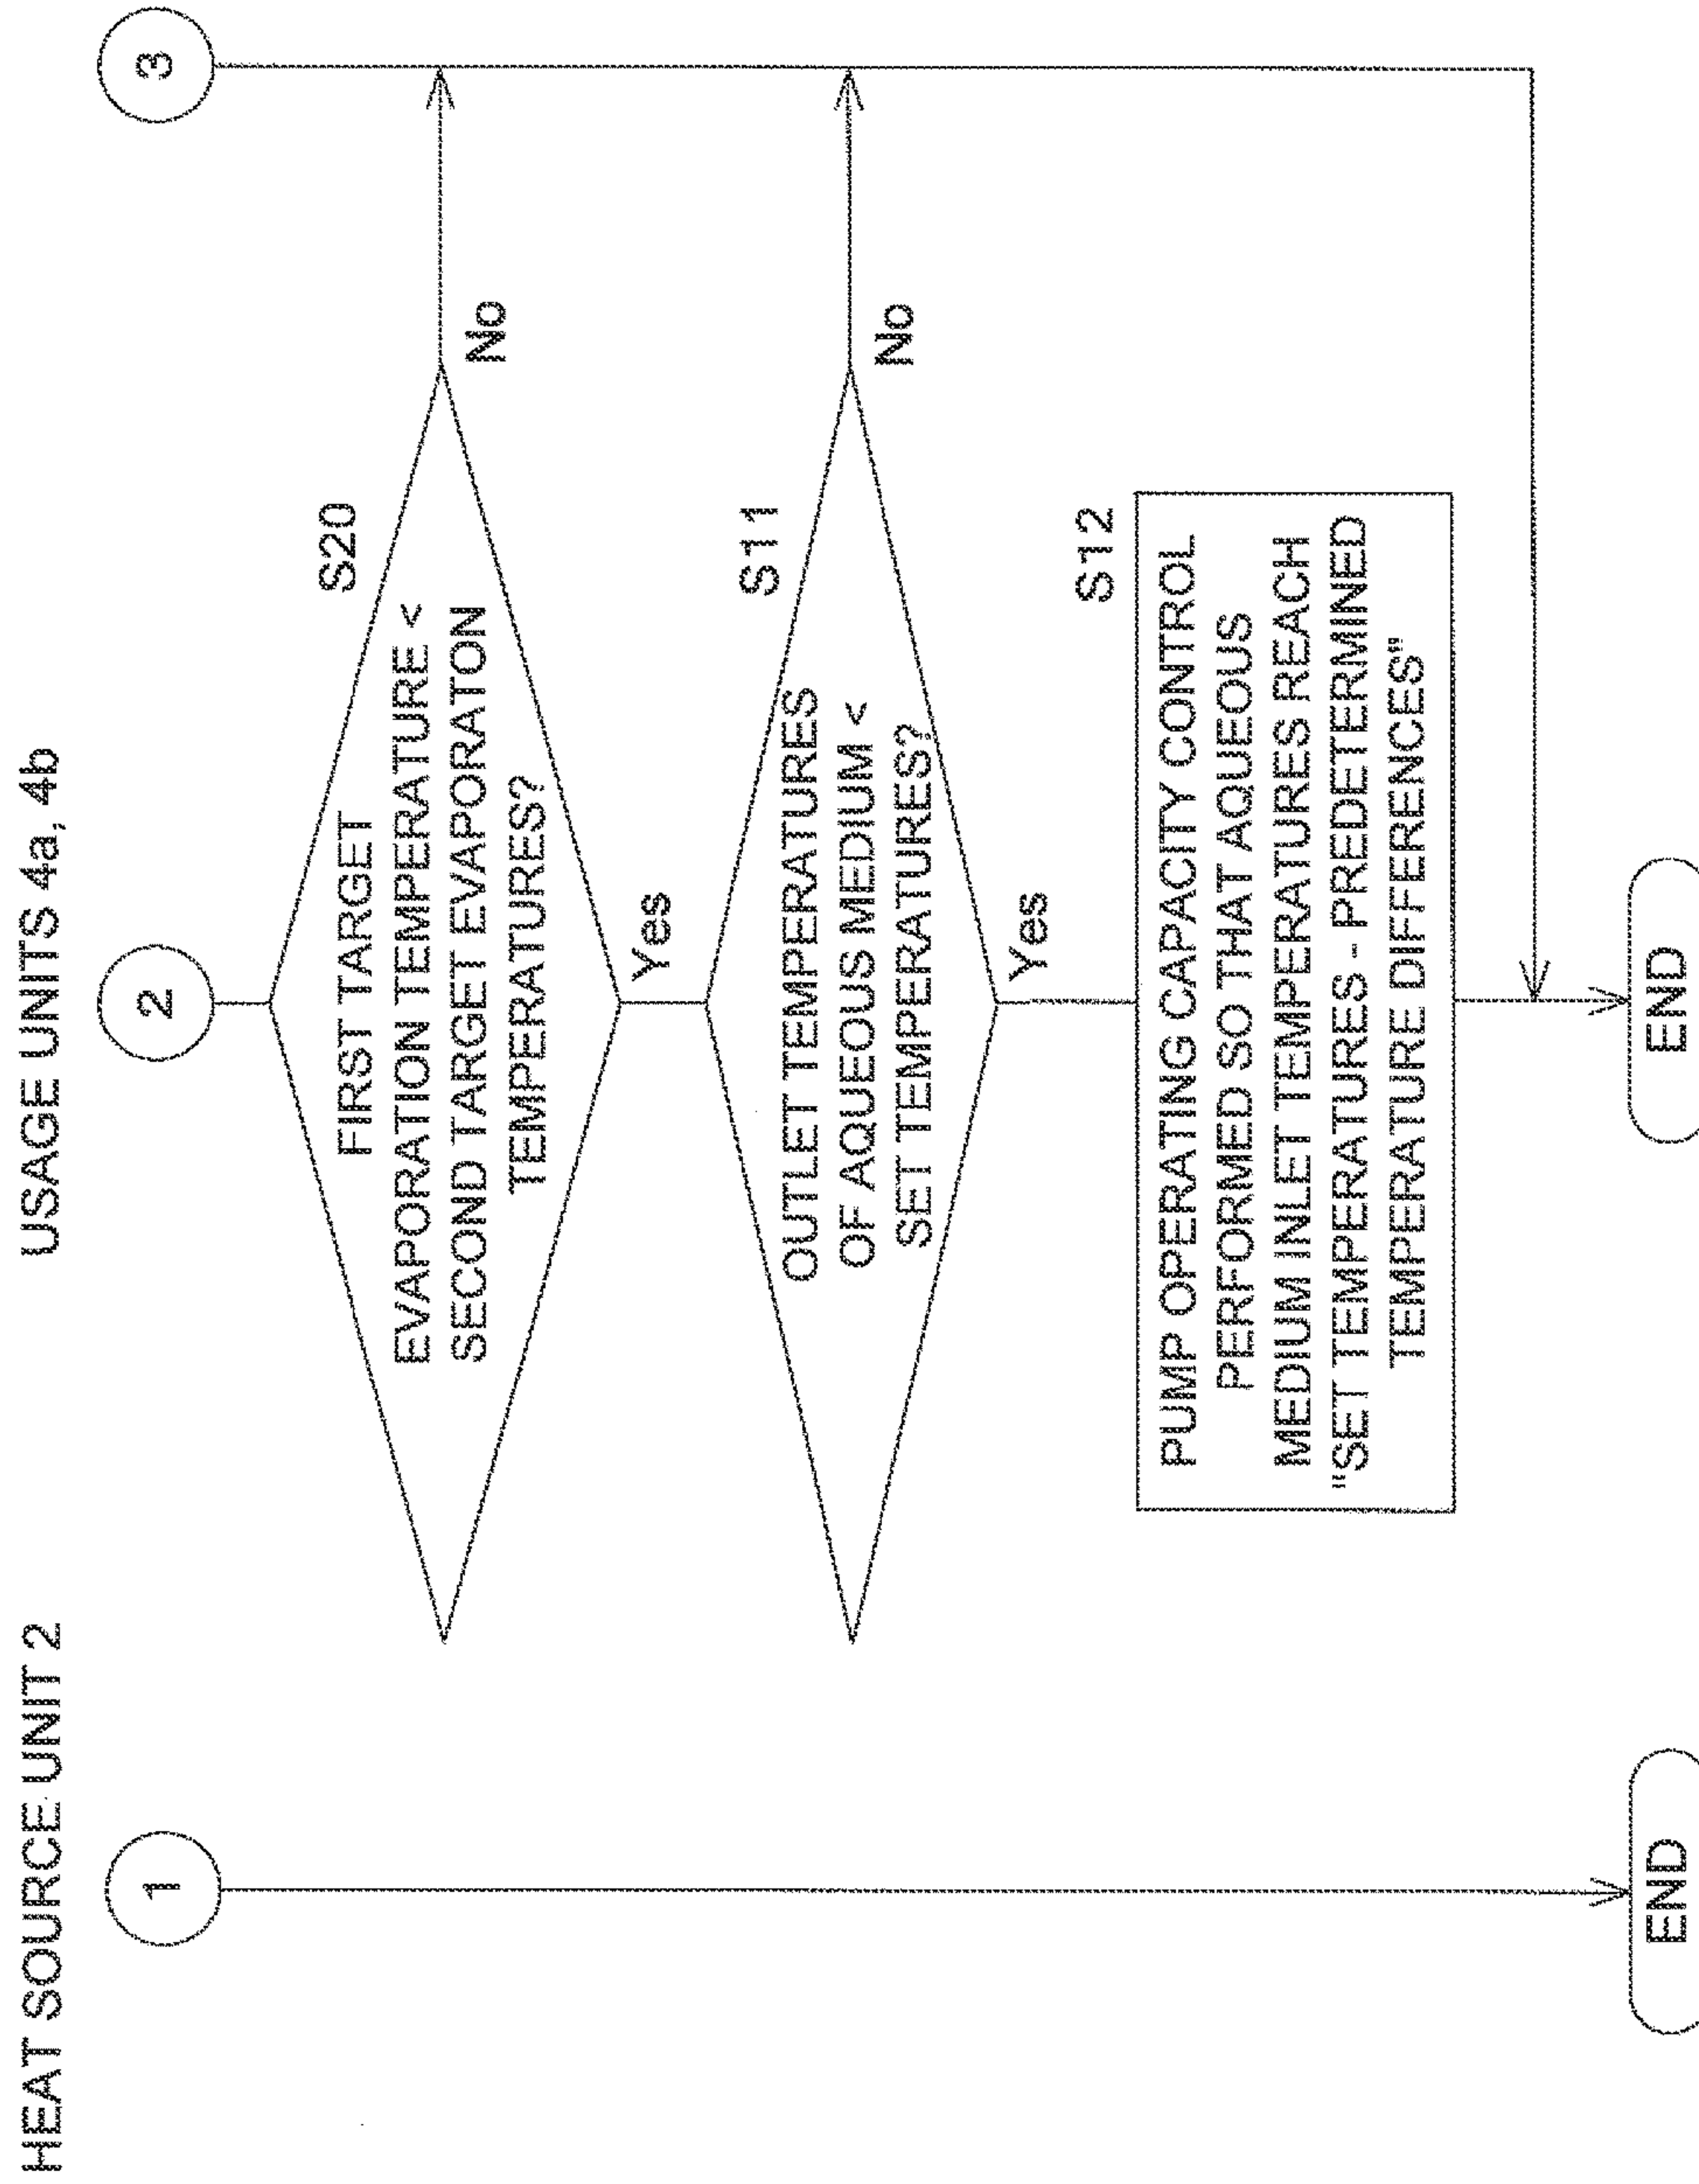 HEAT SOURCE UNIT 2
USAGE UNITS 4a, 4b
1
2
3
S20
FIRST TARGET
EVAPORATION TEMPERATURE <
SECOND TARGET EVAPORATON
TEMPERATURES?
No
Yes
S11
OUTLET TEMPERATURES
OF AQUEOUS MEDIUM <
SET TEMPERATURES?
No
Yes
S12
PUMP OPERATING CAPACITY CONTROL
PERFORMED SO THAT AQUEOUS
MEDIUM INLET TEMPERATURES REACH
"SET TEMPERATURES - PREDETERMINED
TEMPERATURE DIFFERENCES"
END
END